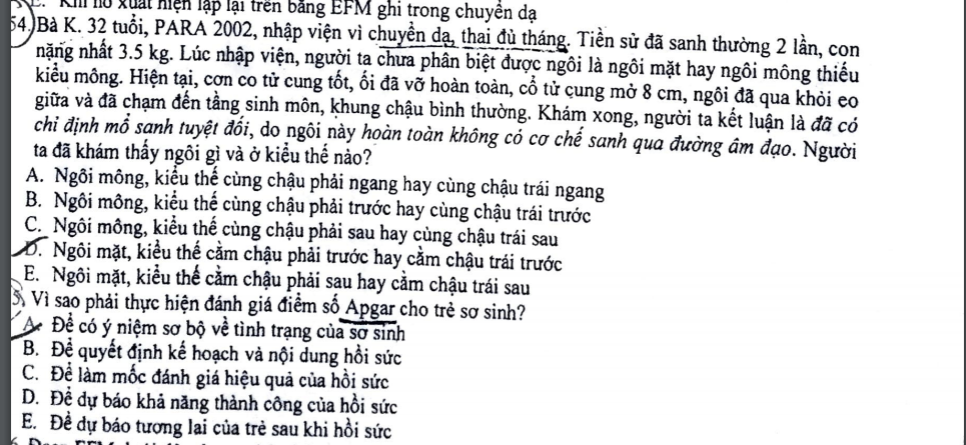 Khi nó xuất hiện lặp lại trên băng EFM ghi trong chuyển dạ
54. Bà K. 32 tuổi, PARA 2002, nhập viện vì chuyển dạ, thai đủ tháng. Tiền sử đã sanh thường 2 lần, con
nặng nhất 3.5 kg. Lúc nhập viện, người ta chưa phân biệt được ngôi là ngôi mặt hay ngôi mông thiếu
kiểu mông. Hiện tại, cơn co tử cung tốt, ối đã vỡ hoàn toàn, cổ tử cung mở 8 cm, ngôi đã qua khỏi eo
giữa và đã chạm đến tầng sinh môn, khung chậu bình thường. Khám xong, người ta kết luận là đã có
chỉ định mổ sanh tuyệt đối, do ngôi này hoàn toàn không có cơ chế sanh qua đường âm đạo. Người
ta đã khám thấy ngôi gì và ở kiểu thế nào?
A. Ngôi mông, kiểu thế cùng chậu phải ngang hay cùng chậu trái ngang
B. Ngôi mông, kiểu thế cùng chậu phải trước hay cùng chậu trái trước
C. Ngôi mông, kiểu thế cùng chậu phải sau hay cùng chậu trái sau
D. Ngôi mặt, kiểu thế cằm chậu phải trước hay cằm chậu trái trước
E. Ngôi mặt, kiểu thế cằm chậu phải sau hay cằm chậu trái sau
Vì sao phải thực hiện đánh giá điểm số Apgar cho trẻ sơ sinh?
A. Để có ý niệm sơ bộ về tình trạng của sơ sinh
B. Để quyết định kế hoạch và nội dung hồi sức
C. Để làm mốc đánh giá hiệu quả của hồi sức
D. Để dự báo khả năng thành công của hồi sức
E. Để dự báo tương lai của trẻ sau khi hồi sức